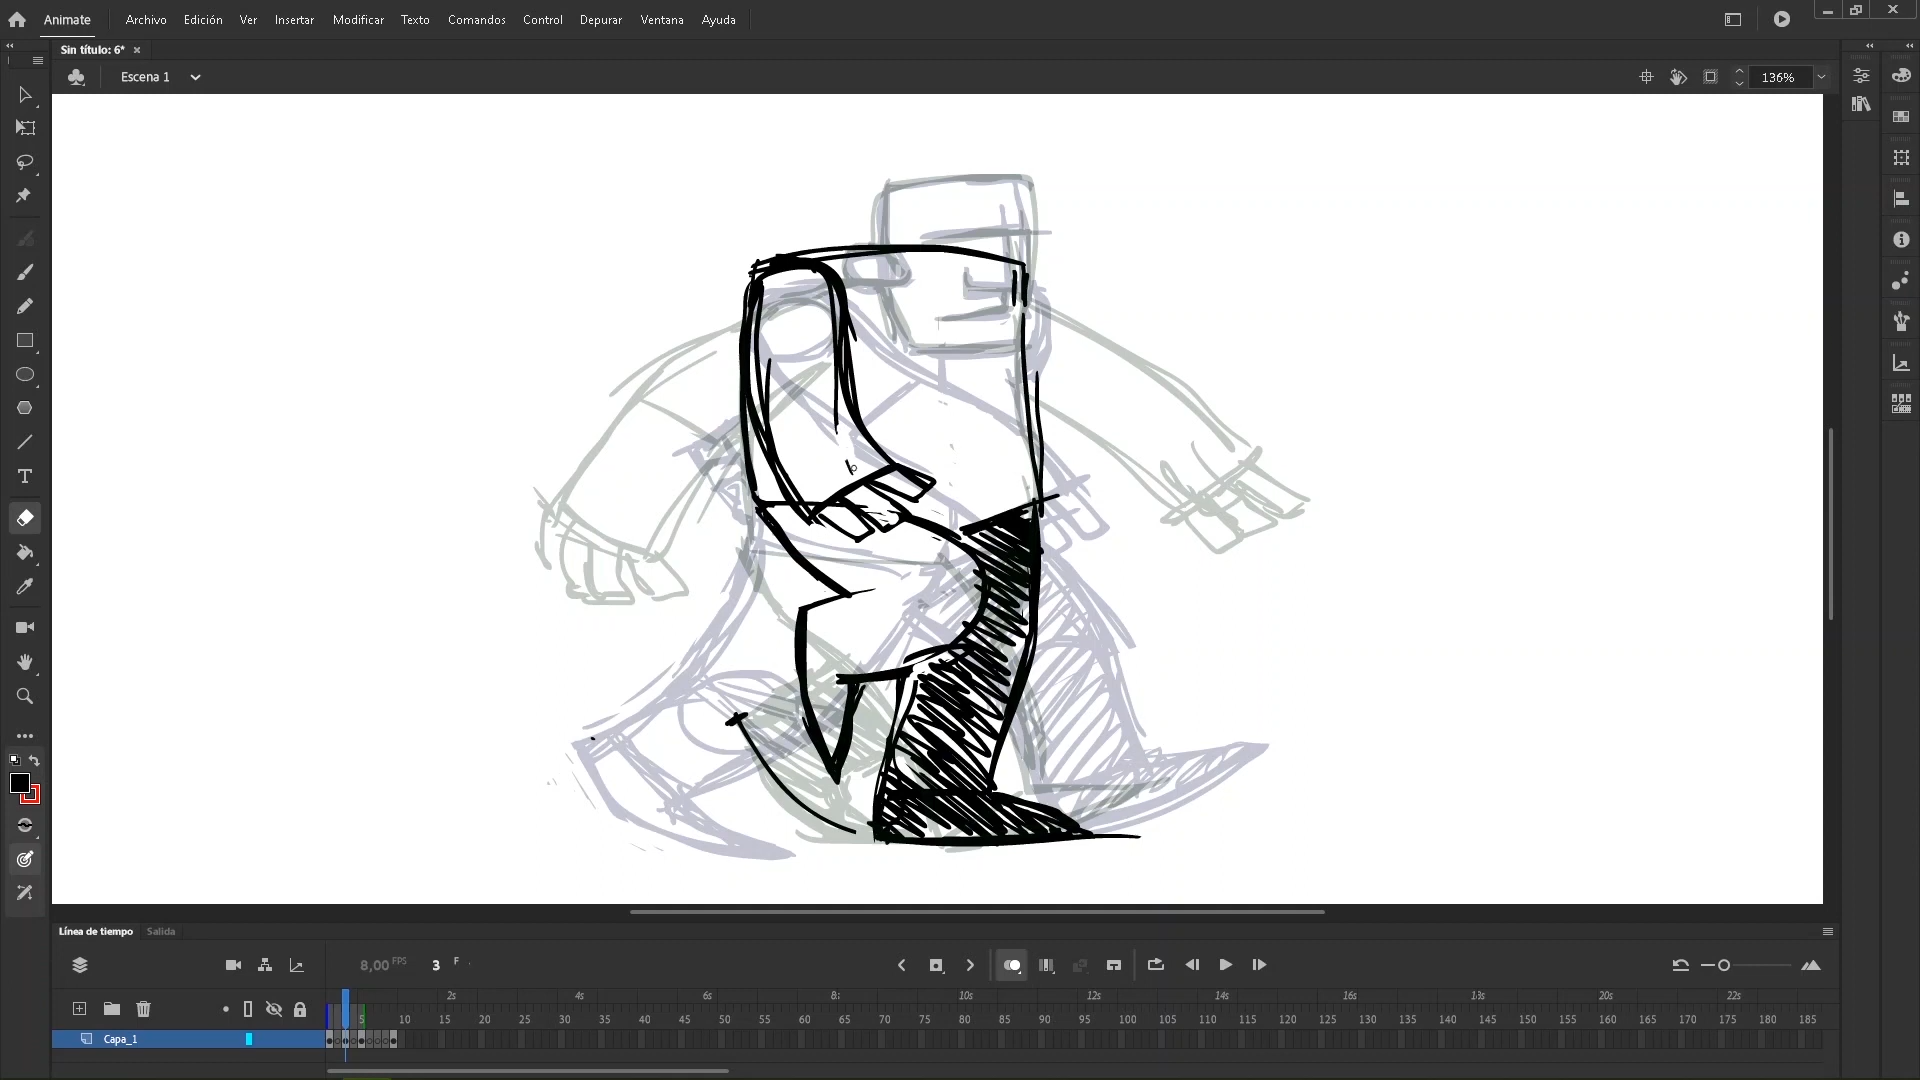 Animate Archivo Edición Ver Insertar Modificar Texto Comandos Control Depurar Ventana Ayuda
Sin título: 6*
Escena 1 136%
Línea de tiempo Salida
8,00 FPS 3 F
2s 4s 6s 8s 10s 12s 14s 16s 18s 20s 22s
5 10 15 20 25 30 35 40 45 50 55 60 65 70 75 80 85 90 95 100 105 110 115 120 125 130 135 140 145 150 155 160 165 170 175 180 185
Capa_1